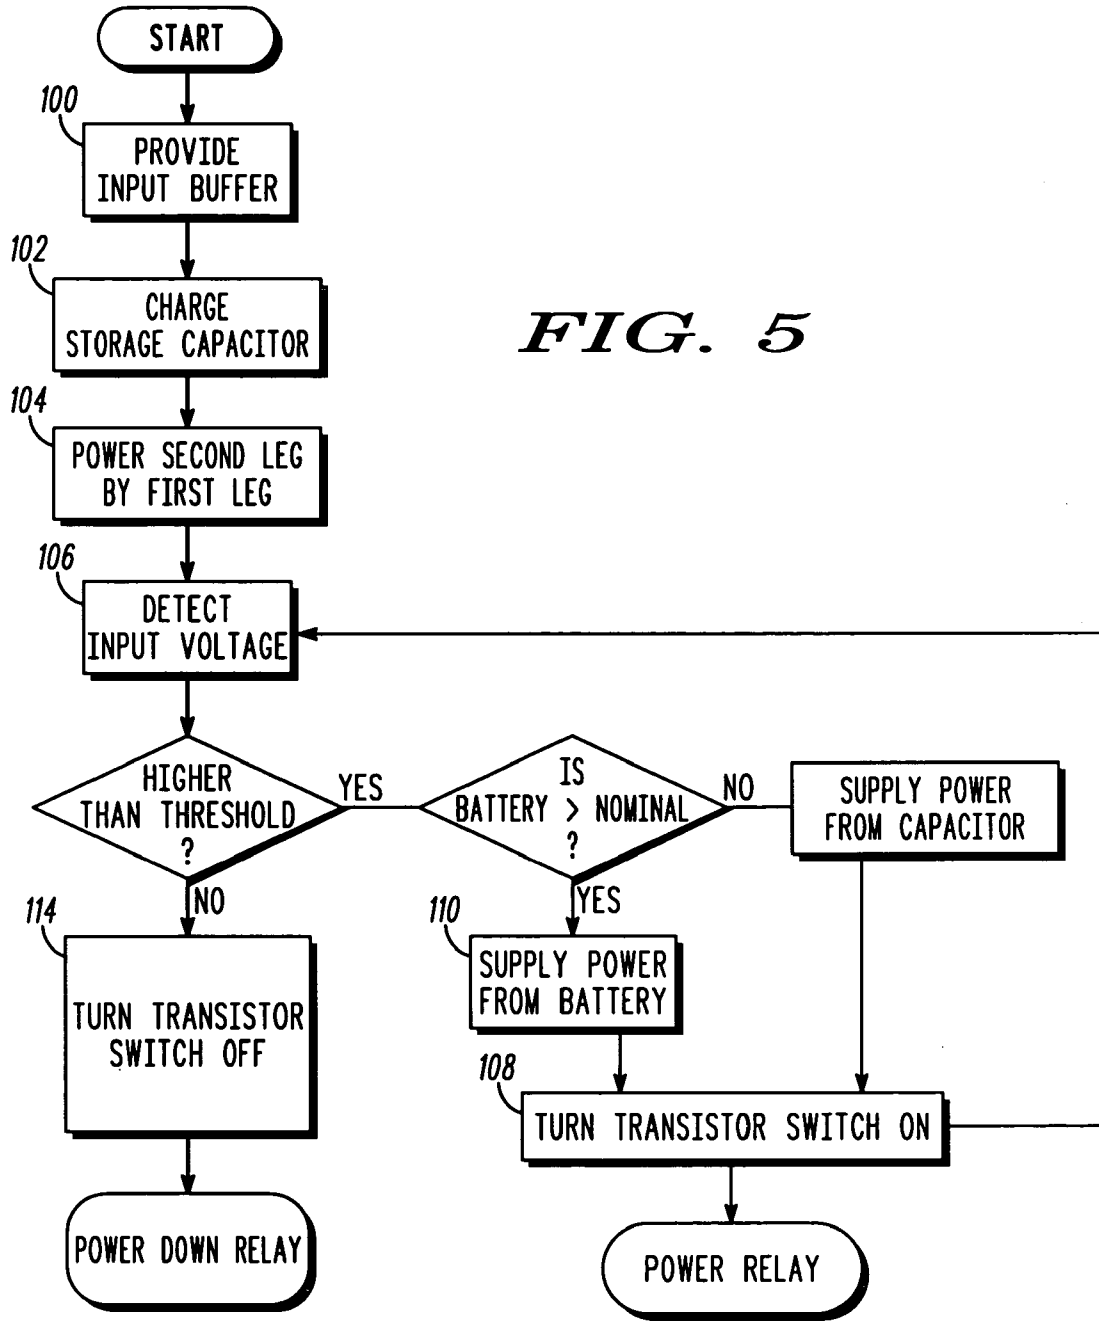 START
100
PROVIDE
INPUT BUFFER
102
CHARGE
STORAGE CAPACITOR
FIG. 5
104
POWER SECOND LEG
BY FIRST LEG
106
DETECT
INPUT VOLTAGE
HIGHER
THAN THRESHOLD
?
YES
IS
BATTERY > NOMINAL
?
NO
SUPPLY POWER
FROM CAPACITOR
NO
YES
114
TURN TRANSISTOR
SWITCH OFF
110
SUPPLY POWER
FROM BATTERY
108
TURN TRANSISTOR SWITCH ON
POWER DOWN RELAY
POWER RELAY